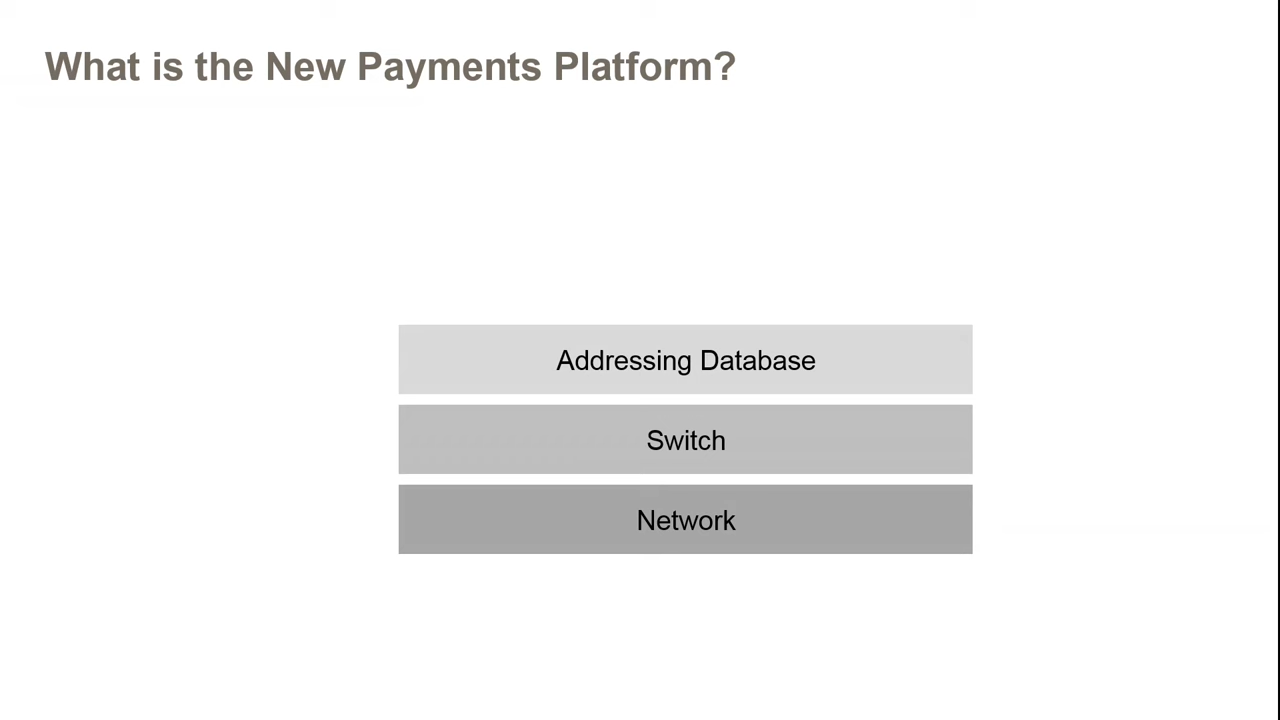 What is the New Payments Platform?
Addressing Database
Switch
Network